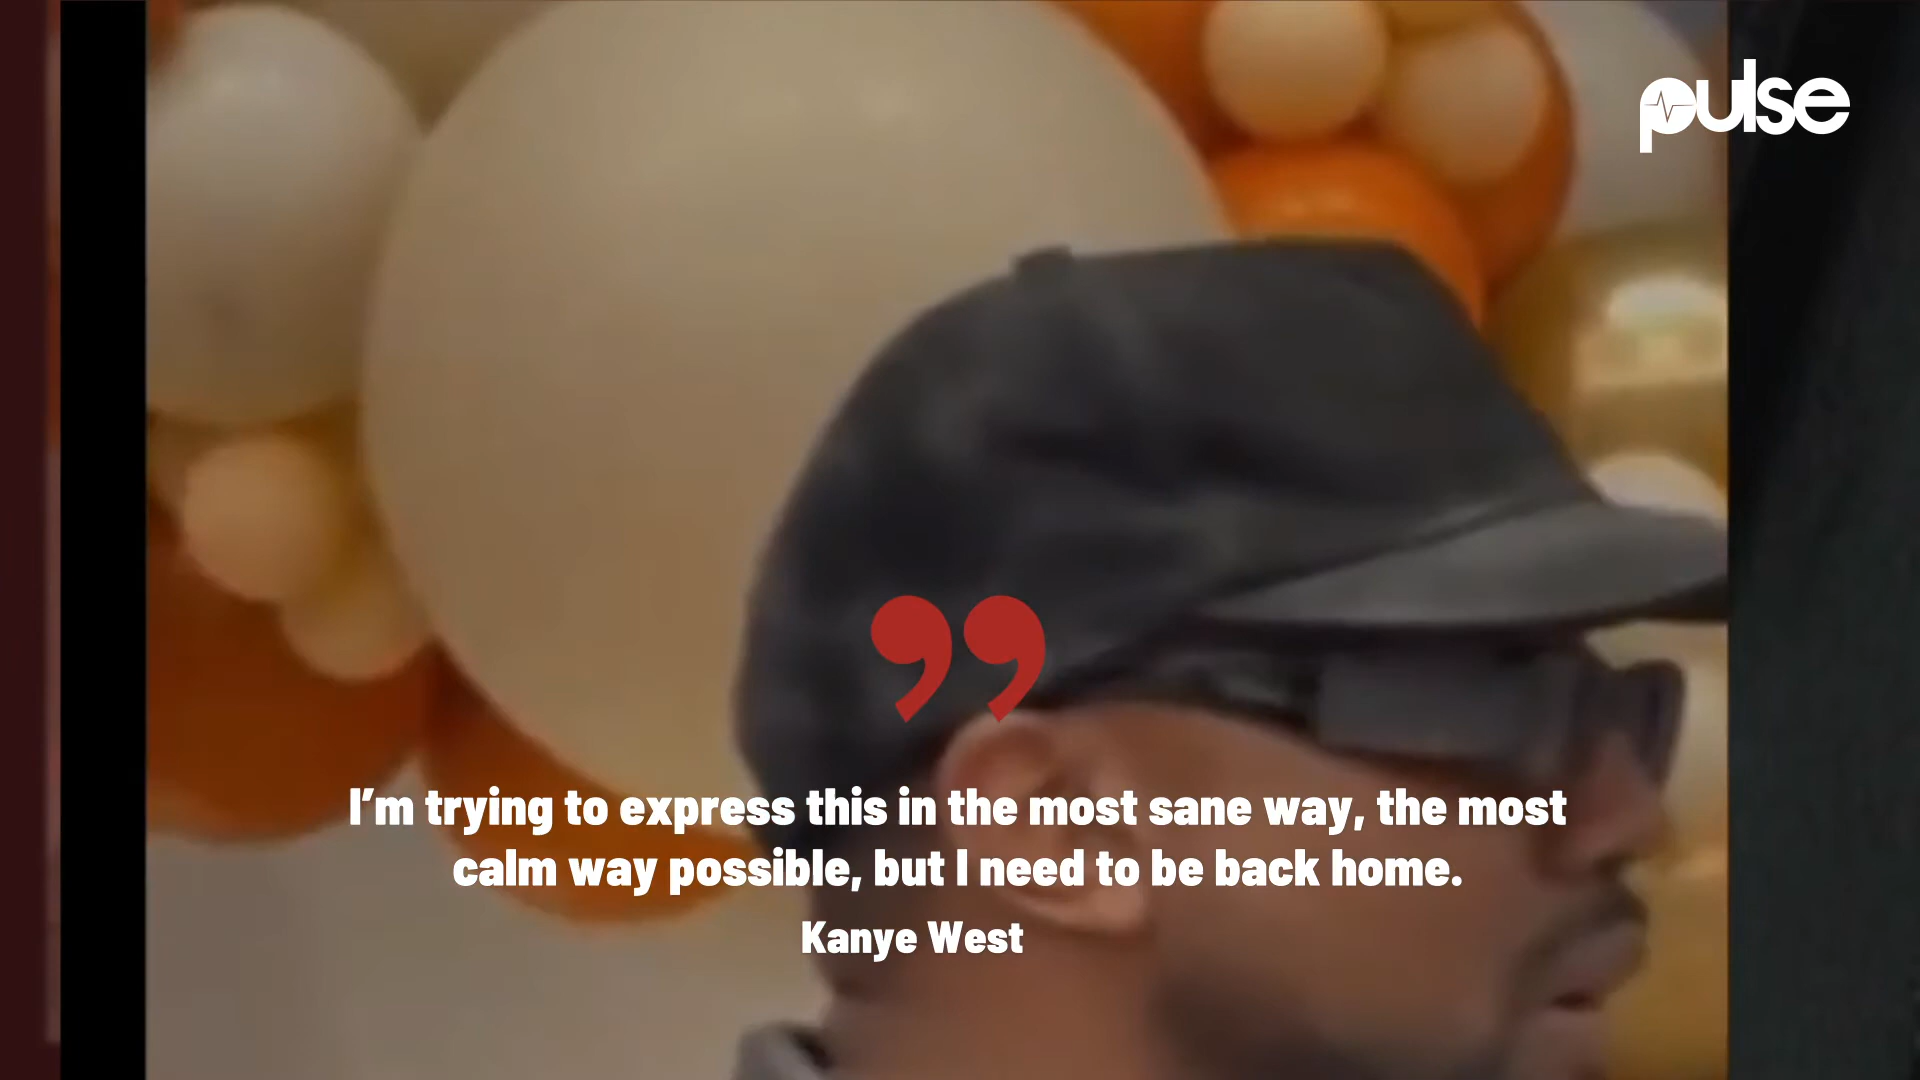 pulse
”
I’m trying to express this in the most sane way, the most
calm way possible, but I need to be back home.
Kanye West